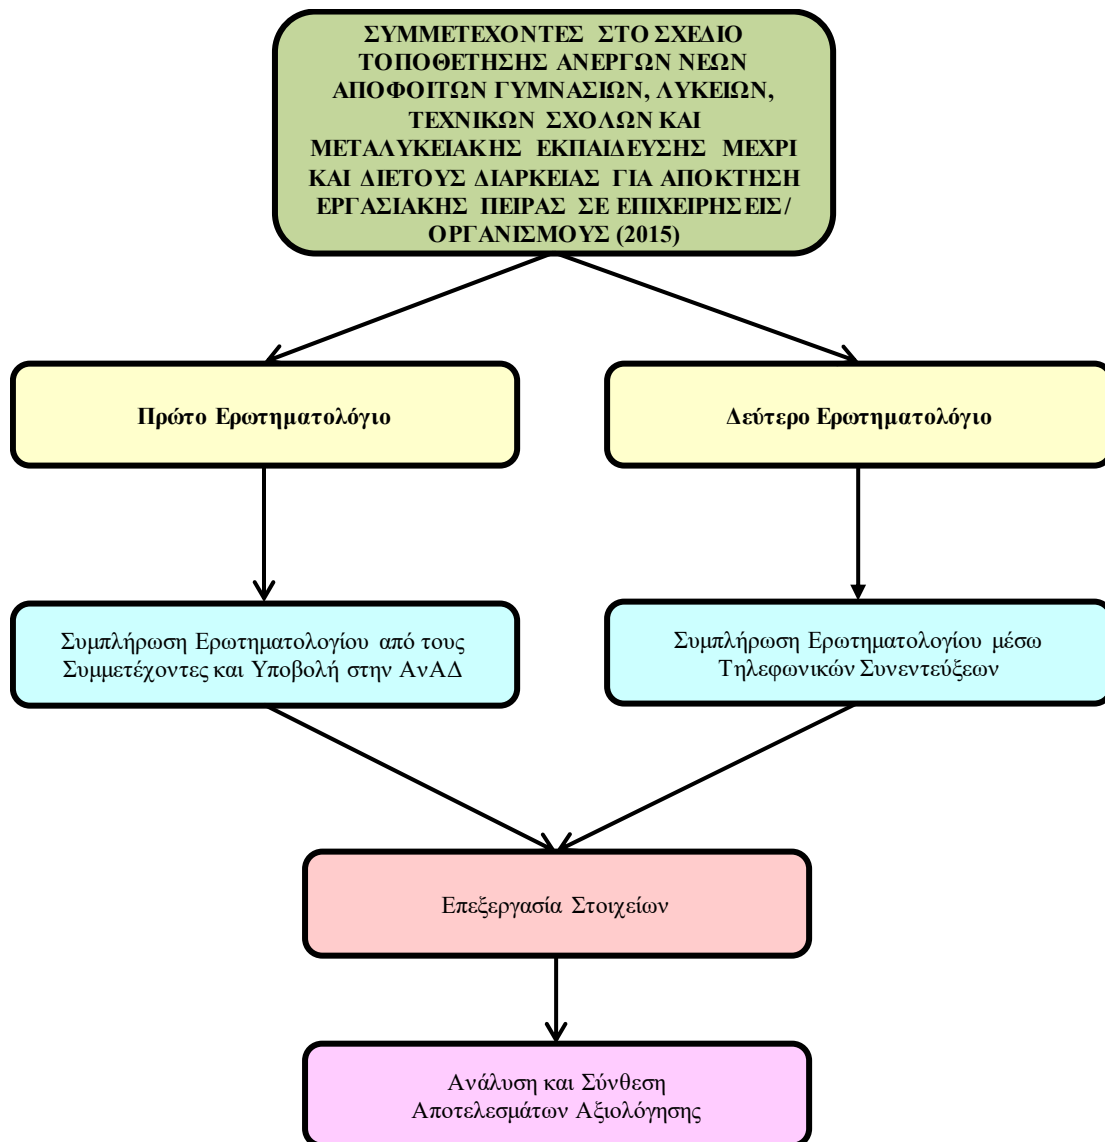 ΣΥΜΜΕΤΕΧΟΝΤΕΣ ΣΤΟ ΣΧΕΔΙΟ
ΤΟΠΟΘΕΤΗΣΗΣ ΑΝΕΡΓΩΝ ΝΕΩΝ
ΑΠΟΦΟΙΤΩΝ ΓΥΜΝΑΣΙΩΝ, ΛΥΚΕΙΩΝ,
ΤΕΧΝΙΚΩΝ ΣΧΟΛΩΝ ΚΑΙ
ΜΕΤΑΛΥΚΕΙΑΚΗΣ ΕΚΠΑΙΔΕΥΣΗΣ ΜΕΧΡΙ
ΚΑΙ ΔΙΕΤΟΥΣ ΔΙΑΡΚΕΙΑΣ ΓΙΑ ΑΠΟΚΤΗΣΗ
ΕΡΓΑΣΙΑΚΗΣ ΠΕΙΡΑΣ ΣΕ ΕΠΙΧΕΙΡΗΣΕΙΣ/
ΟΡΓΑΝΙΣΜΟΥΣ (2015)
Πρώτο Ερωτηματολόγιο
Δεύτερο Ερωτηματολόγιο
Συμπλήρωση Ερωτηματολογίου από τους
Συμμετέχοντες και Υποβολή στην ΑνΑΔ
Συμπλήρωση Ερωτηματολογίου μέσω
Τηλεφωνικών Συνεντεύξεων
Επεξεργασία Στοιχείων
Ανάλυση και Σύνθεση
Αποτελεσμάτων Αξιολόγησης